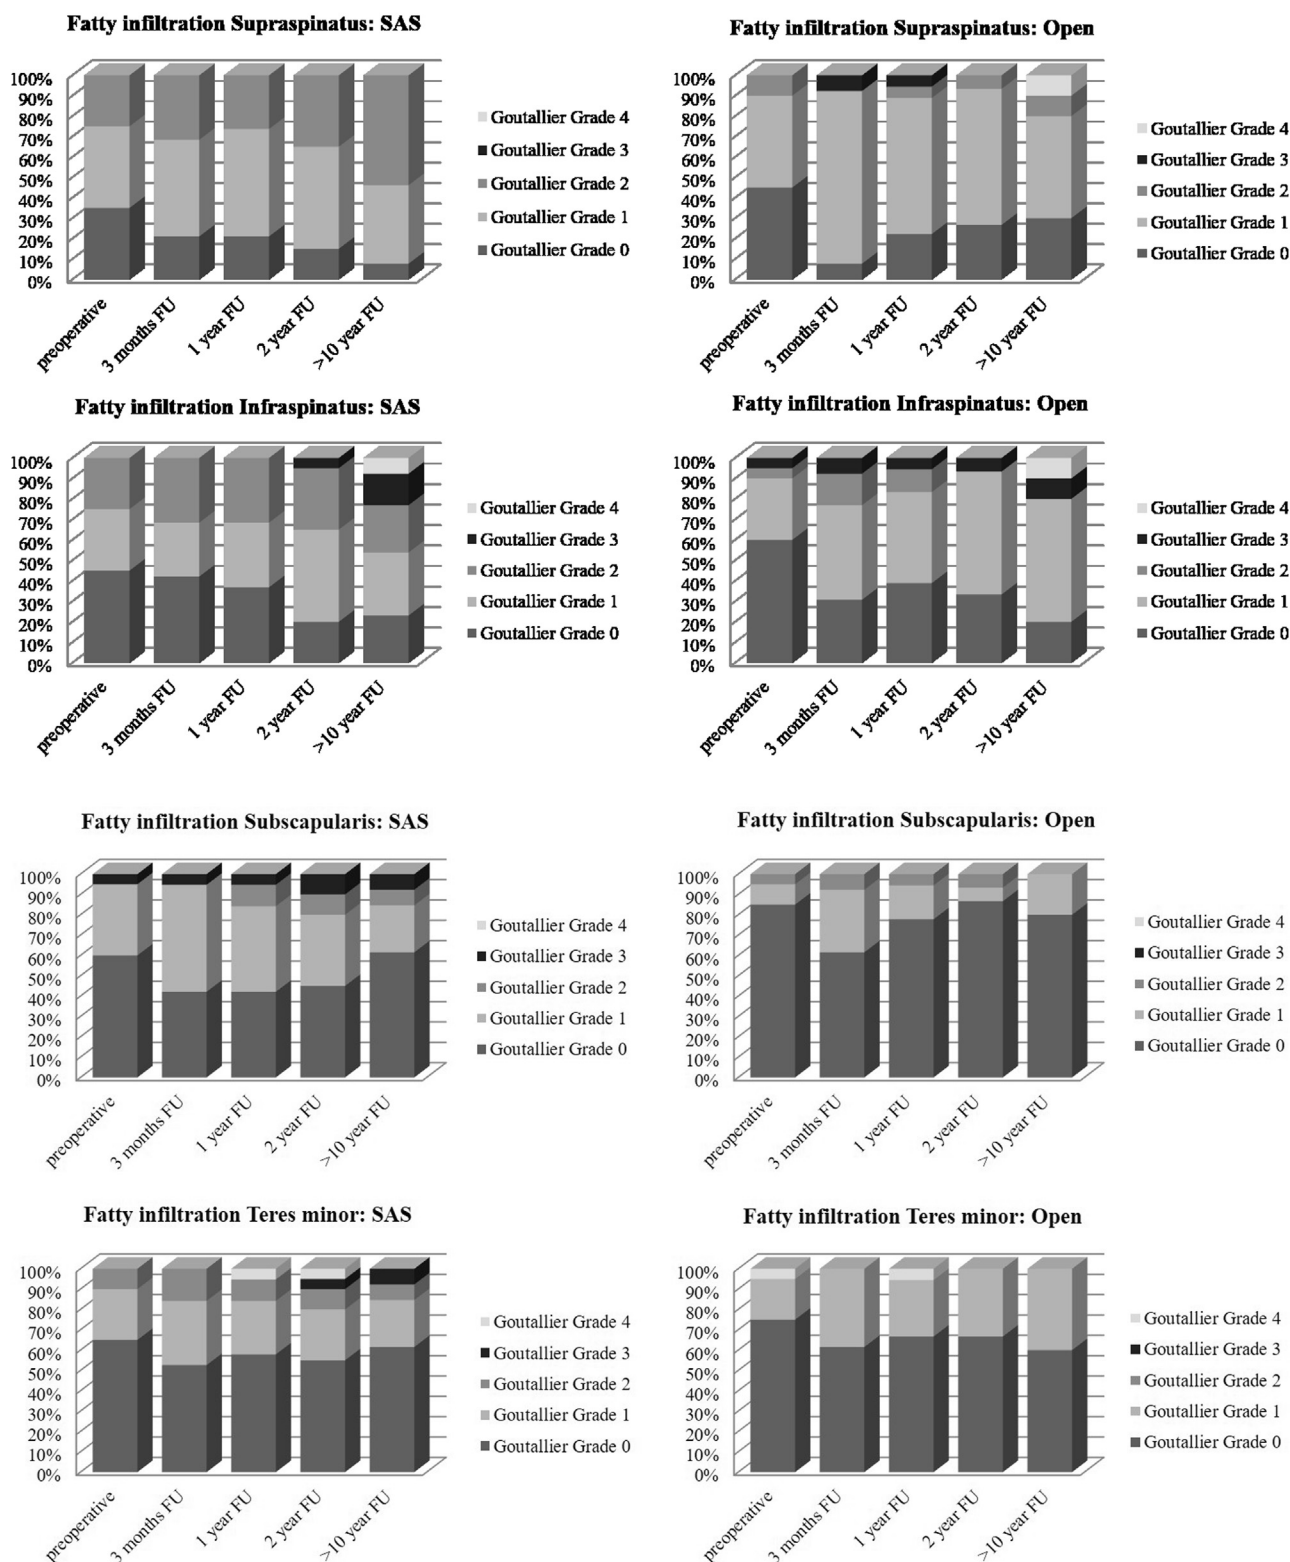 Fatty infiltration Supraspinatus: SAS
100%
90%
80%
70%
60%
50%
40%
30%
20%
10%
0%
preoperative
3 months FU
1 year FU
2 year FU
>10 year FU
Goutallier Grade 4
Goutallier Grade 3
Goutallier Grade 2
Goutallier Grade 1
Goutallier Grade 0
Fatty infiltration Supraspinatus: Open
100%
90%
80%
70%
60%
50%
40%
30%
20%
10%
0%
preoperative
3 months FU
1 year FU
2 year FU
>10 year FU
Goutallier Grade 4
Goutallier Grade 3
Goutallier Grade 2
Goutallier Grade 1
Goutallier Grade 0
Fatty infiltration Infraspinatus: SAS
100%
90%
80%
70%
60%
50%
40%
30%
20%
10%
0%
preoperative
3 months FU
1 year FU
2 year FU
>10 year FU
Goutallier Grade 4
Goutallier Grade 3
Goutallier Grade 2
Goutallier Grade 1
Goutallier Grade 0
Fatty infiltration Infraspinatus: Open
100%
90%
80%
70%
60%
50%
40%
30%
20%
10%
0%
preoperative
3 months FU
1 year FU
2 year FU
>10 year FU
Goutallier Grade 4
Goutallier Grade 3
Goutallier Grade 2
Goutallier Grade 1
Goutallier Grade 0
Fatty infiltration Subscapularis: SAS
100%
90%
80%
70%
60%
50%
40%
30%
20%
10%
0%
preoperative
3 months FU
1 year FU
2 year FU
>10 year FU
Goutallier Grade 4
Goutallier Grade 3
Goutallier Grade 2
Goutallier Grade 1
Goutallier Grade 0
Fatty infiltration Subscapularis: Open
100%
90%
80%
70%
60%
50%
40%
30%
20%
10%
0%
preoperative
3 months FU
1 year FU
2 year FU
>10 year FU
Goutallier Grade 4
Goutallier Grade 3
Goutallier Grade 2
Goutallier Grade 1
Goutallier Grade 0
Fatty infiltration Teres minor: SAS
100%
90%
80%
70%
60%
50%
40%
30%
20%
10%
0%
preoperative
3 months FU
1 year FU
2 year FU
>10 year FU
Goutallier Grade 4
Goutallier Grade 3
Goutallier Grade 2
Goutallier Grade 1
Goutallier Grade 0
Fatty infiltration Teres minor: Open
100%
90%
80%
70%
60%
50%
40%
30%
20%
10%
0%
preoperative
3 months FU
1 year FU
2 year FU
>10 year FU
Goutallier Grade 4
Goutallier Grade 3
Goutallier Grade 2
Goutallier Grade 1
Goutallier Grade 0